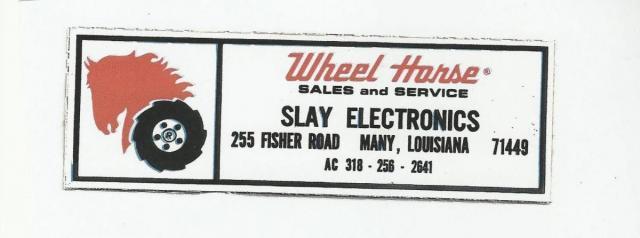 Wheel Horse®
SALES and SERVICE
SLAY ELECTRONICS
255 FISHER ROAD MANY, LOUISIANA 71449
AC 318 - 256 - 2641
R